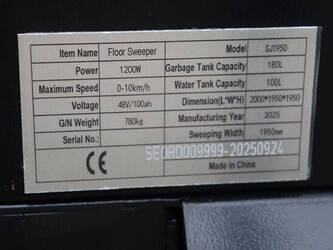 Item Name Floor Sweeper Model SJ1950
Power 1200W Garbage Tank Capacity 180L
Maximum Speed 0-10km/h Water Tank Capacity 100L
Voltage 48V/100ah Dimension(L*W*H) 2000*1950*1950
G/N Weight 780kg Manufacturing Year 2025
Serial No.: Sweeping Width 1950mm
SEORD009999-20250924
CE Made in China